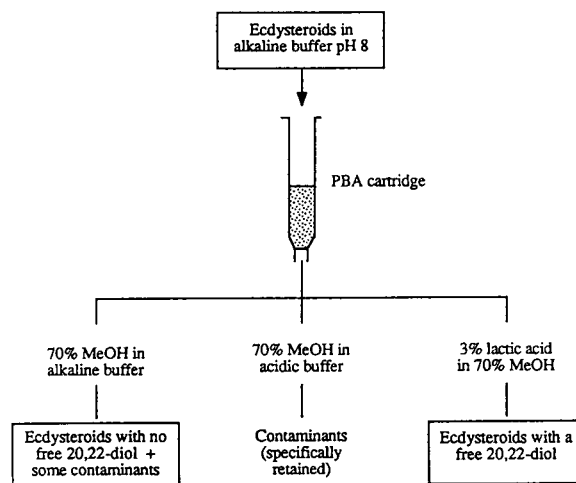 Ecdysteroids in
alkaline buffer pH 8
PBA cartridge
70% MeOH in
alkaline buffer
70% MeOH in
acidic buffer
3% lactic acid
in 70% MeOH
Ecdysteroids with no
free 20,22-diol +
some contaminants
Contaminants
(specifically
retained)
Ecdysteroids with a
free 20,22-diol